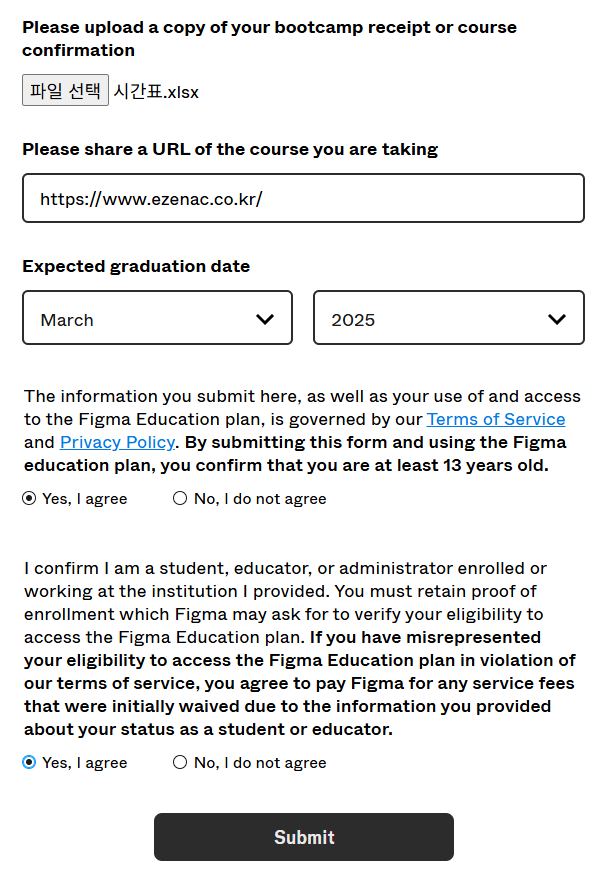 Please upload a copy of your bootcamp receipt or course
confirmation
파일 선택 시간표.xlsx
Please share a URL of the course you are taking
https://www.ezenac.co.kr/
Expected graduation date
March 2025
The information you submit here, as well as your use of and access
to the Figma Education plan, is governed by our Terms of Service
and Privacy Policy. By submitting this form and using the Figma
education plan, you confirm that you are at least 13 years old.
Yes, I agree No, I do not agree
I confirm I am a student, educator, or administrator enrolled or
working at the institution I provided. You must retain proof of
enrollment which Figma may ask for to verify your eligibility to
access the Figma Education plan. If you have misrepresented
your eligibility to access the Figma Education plan in violation of
our terms of service, you agree to pay Figma for any service fees
that were initially waived due to the information you provided
about your status as a student or educator.
Yes, I agree No, I do not agree
Submit